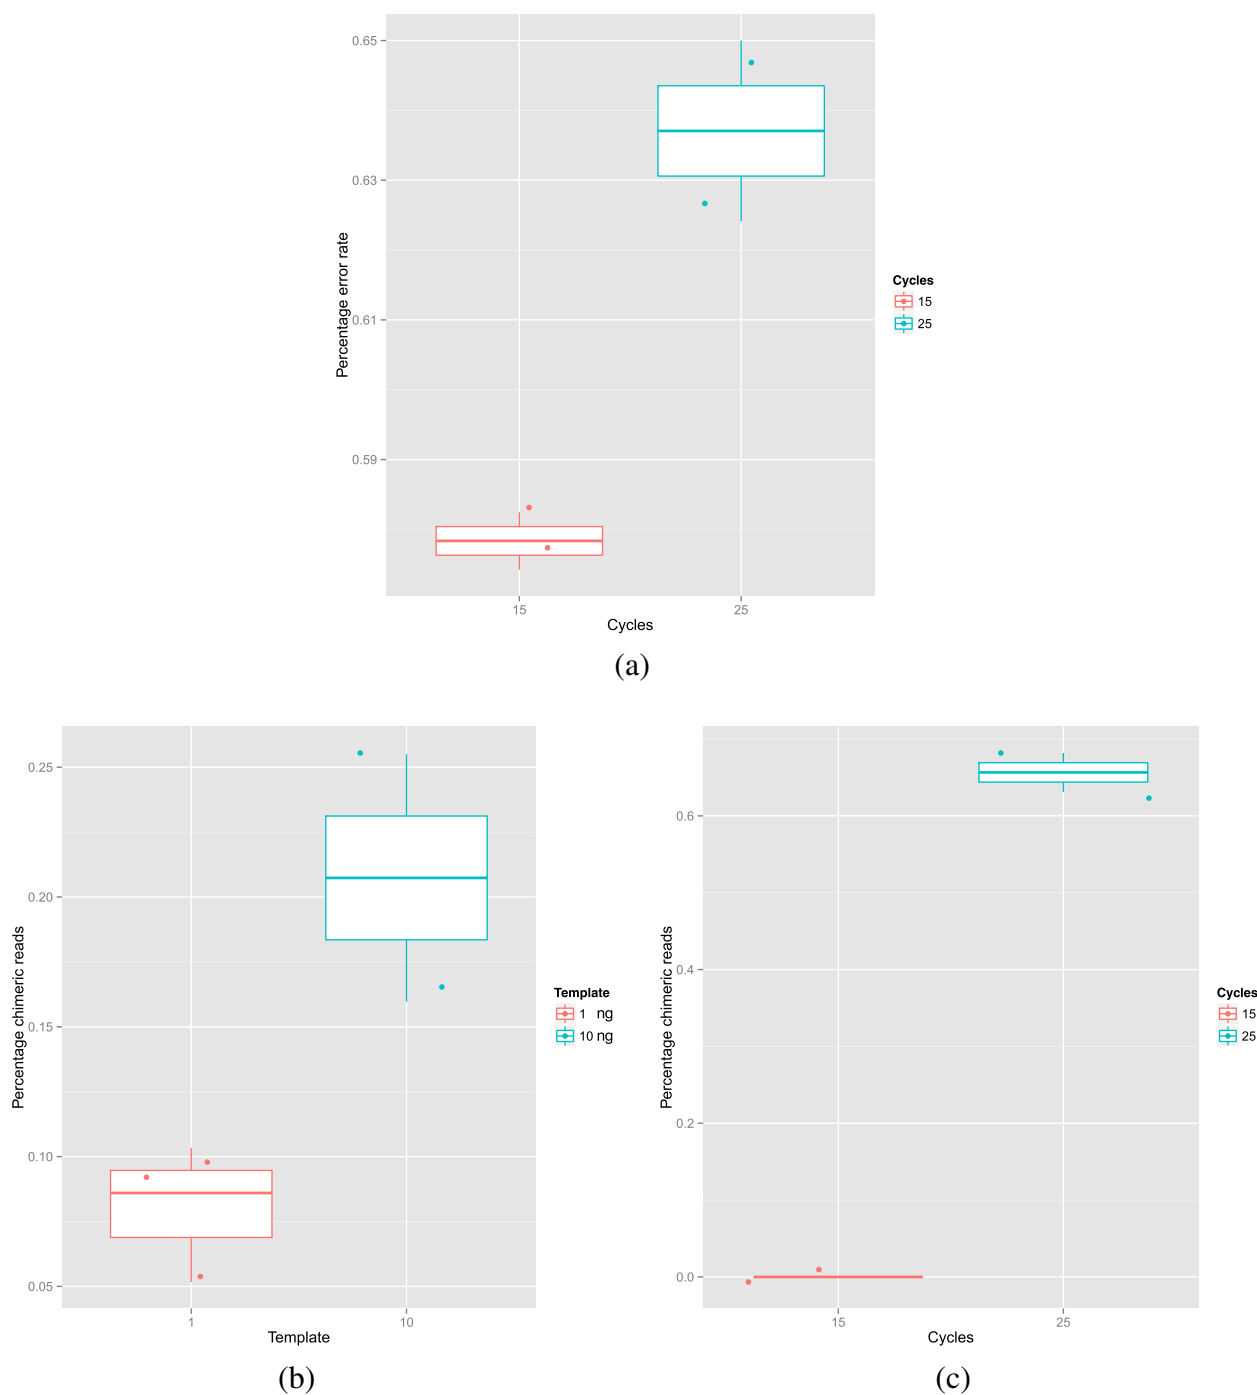 0.65
0.63
0.61
0.59
Percentage error rate
15
25
Cycles
Cycles
15
25
(a)
0.25
0.20
0.15
0.10
0.05
Percentage chimeric reads
1
10
Template
Template
1 ng
10 ng
(b)
0.6
0.4
0.2
0.0
Percentage chimeric reads
15
25
Cycles
Cycles
15
25
(c)